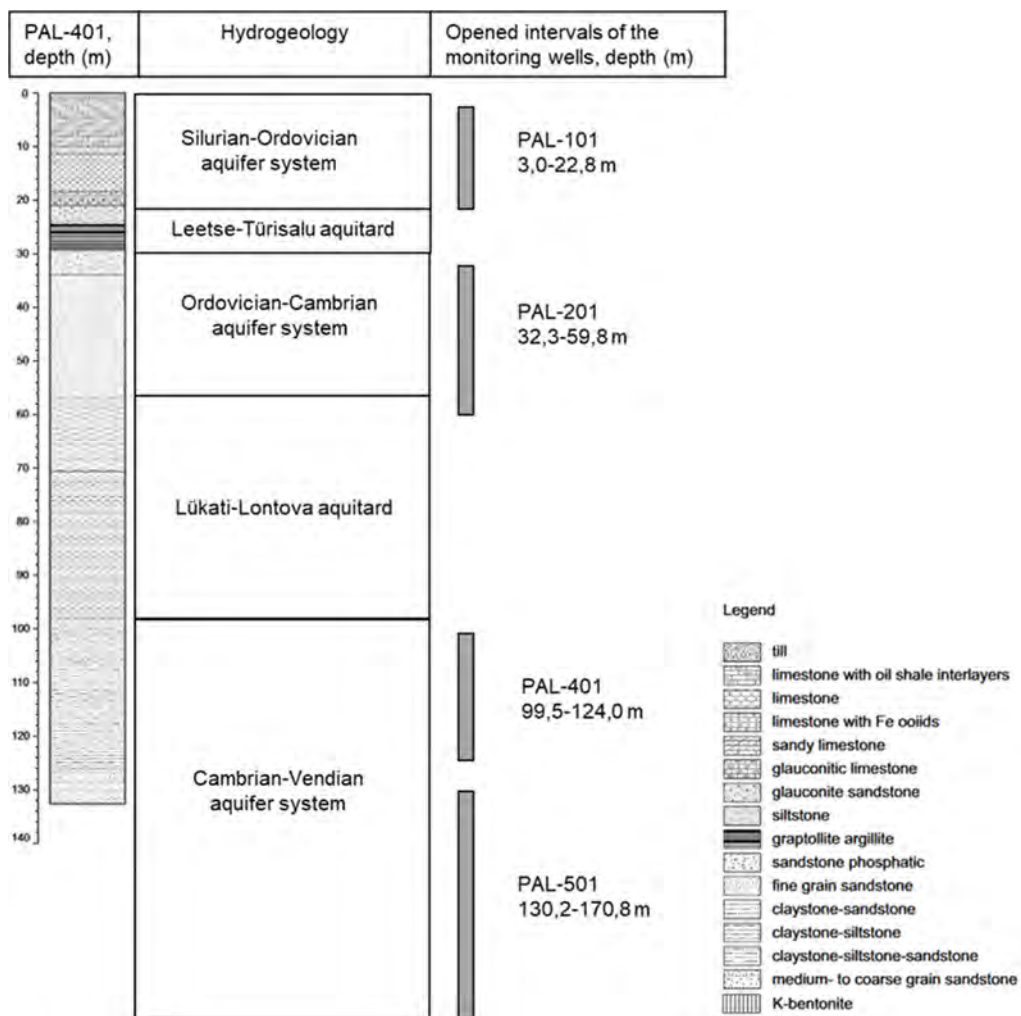 PAL-401,
depth (m)
Hydrogeology
Opened intervals of the
monitoring wells, depth (m)
0
10
20
30
40
50
60
70
80
90
100
110
120
130
140
Silurian-Ordovician
aquifer system
Leetse-Türisalu aquitard
Ordovician-Cambrian
aquifer system
Lükati-Lontova aquitard
Cambrian-Vendian
aquifer system
PAL-101
3,0-22,8 m
PAL-201
32,3-59,8 m
PAL-401
99,5-124,0 m
PAL-501
130,2-170,8 m
Legend
till
limestone with oil shale interlayers
limestone
limestone with Fe ooiids
sandy limestone
glauconitic limestone
glauconite sandstone
siltstone
graptollite argillite
sandstone phosphatic
fine grain sandstone
claystone-sandstone
claystone-siltstone
claystone-siltstone-sandstone
medium- to coarse grain sandstone
K-bentonite